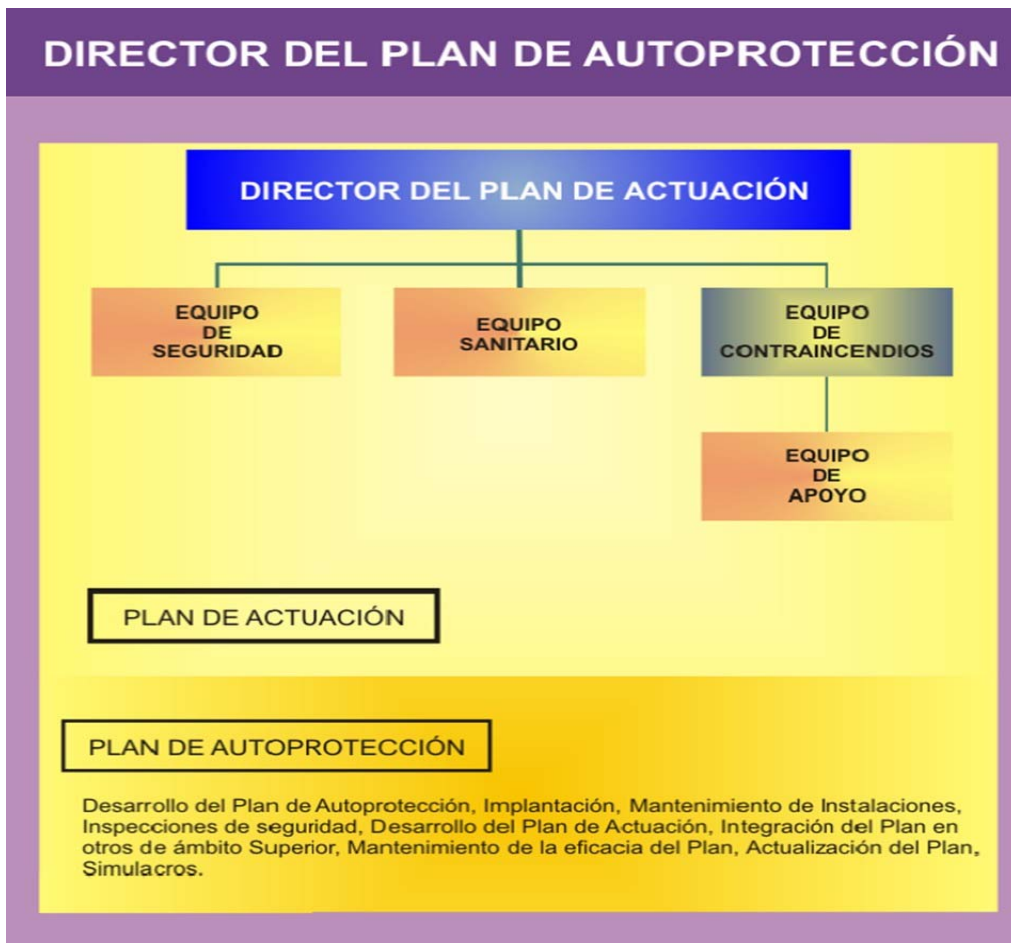 DIRECTOR DEL PLAN DE AUTOPROTECCIÓN
DIRECTOR DEL PLAN DE ACTUACIÓN
EQUIPO
DE
SEGURIDAD
EQUIPO
SANITARIO
EQUIPO
DE
CONTRAINCENDIOS
EQUIPO
DE
APOYO
PLAN DE ACTUACIÓN
PLAN DE AUTOPROTECCIÓN
Desarrollo del Plan de Autoprotección, Implantación, Mantenimiento de Instalaciones,
Inspecciones de seguridad, Desarrollo del Plan de Actuación, Integración del Plan en
otros de ámbito Superior, Mantenimiento de la eficacia del Plan, Actualización del Plan,
Simulacros.